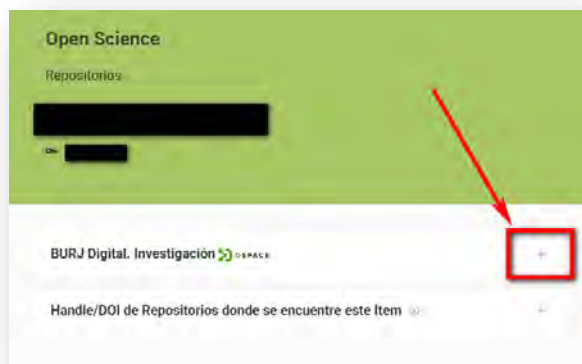 Open Science
Repositorios
BURJ Digital. Investigación DSPACE +
Handle/DOI de Repositorios donde se encuentre este Item +